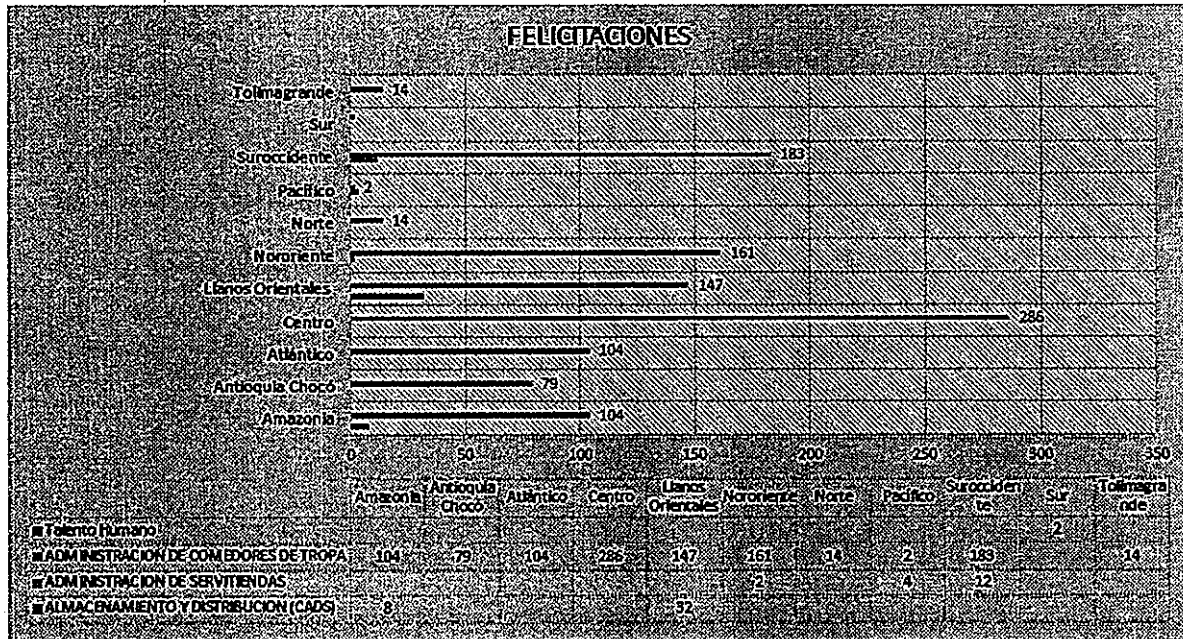 FELICITACIONES
Tolimagrande 14
Sur
Suroccidente 183
Pacífico 2
Norte 14
Nororiente 161
Llanos Orientales 147
Centro 286
Atlántico 104
Antioquia Chocó 79
Amazonia 104
0 50 100 150 200 250 300 350
Amazonia Antioquia Chocó Atlántico Centro Llanos Orientales Nororiente Norte Pacífico Suroccidente Sur Tolimagrande
Talento Humano 2
ADMINISTRACION DE COMEDORES DE TROPA 104 79 104 286 147 161 14 2 183 14
ADMINISTRACION DE SERVITIENDAS 2 4 12
ALMACENAMIENTO Y DISTRIBUCION (CADS) 8 32